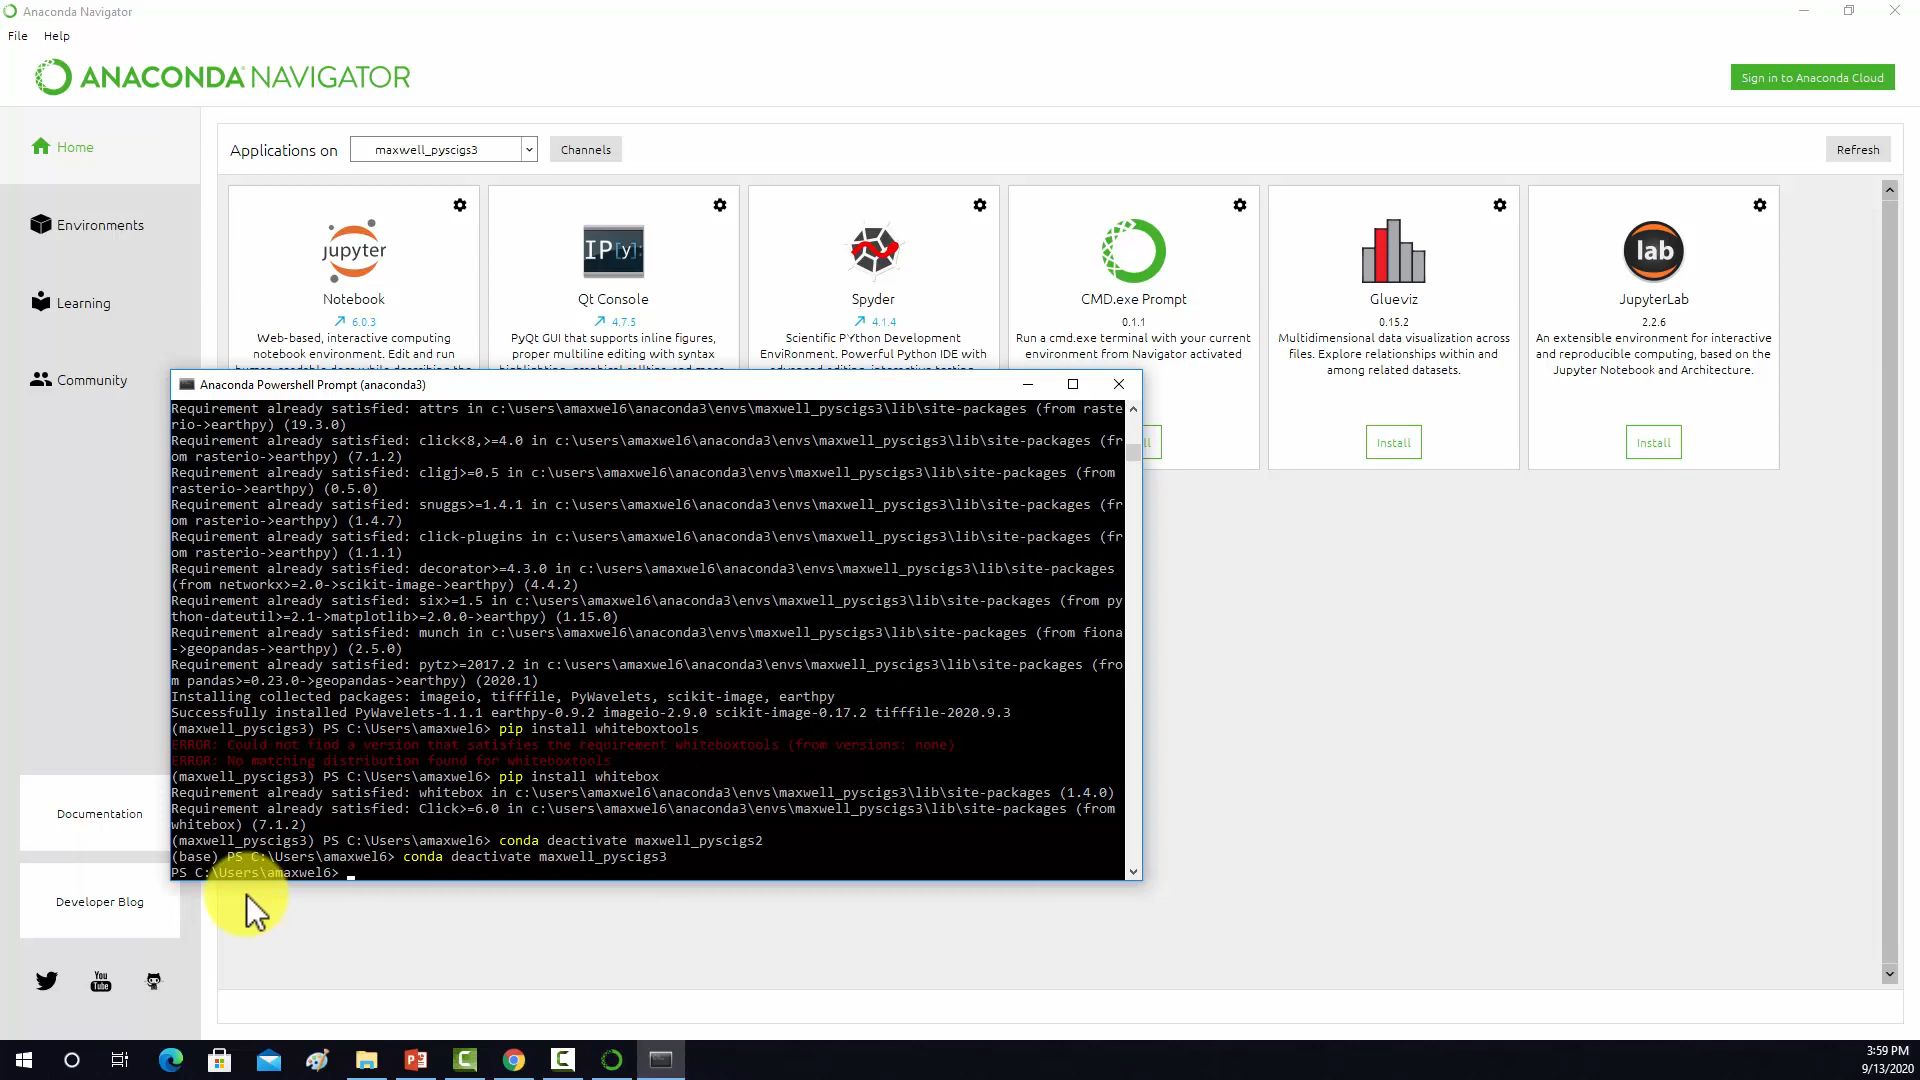 Anaconda Navigator
File Help
ANACONDA NAVIGATOR
Sign in to Anaconda Cloud
Home
Applications on maxwell_pyscigs3 Channels
Refresh
Environments
Learning
Community
Documentation
Developer Blog
jupyter
Notebook
6.0.3
Web-based, interactive computing
notebook environment. Edit and run
IP[y]:
Qt Console
4.7.5
PyQt GUI that supports inline figures,
proper multiline editing with syntax
Spyder
4.1.4
Scientific PYthon Development
EnviRonment. Powerful Python IDE with
CMD.exe Prompt
0.1.1
Run a cmd.exe terminal with your current
environment from Navigator activated
Glueviz
0.15.2
Multidimensional data visualization across
files. Explore relationships within and
among related datasets.
Install
lab
JupyterLab
2.2.6
An extensible environment for interactive
and reproducible computing, based on the
Jupyter Notebook and Architecture.
Install
Anaconda Powershell Prompt (anaconda3)
Requirement already satisfied: attrs in c:\users\amaxwel6\anaconda3\envs\maxwell_pyscigs3\lib\site-packages (from raste
rio->earthpy) (19.3.0)
Requirement already satisfied: click<8,>=4.0 in c:\users\amaxwel6\anaconda3\envs\maxwell_pyscigs3\lib\site-packages (fr
om rasterio->earthpy) (7.1.2)
Requirement already satisfied: cligj>=0.5 in c:\users\amaxwel6\anaconda3\envs\maxwell_pyscigs3\lib\site-packages (from
rasterio->earthpy) (0.5.0)
Requirement already satisfied: snuggs>=1.4.1 in c:\users\amaxwel6\anaconda3\envs\maxwell_pyscigs3\lib\site-packages (fr
om rasterio->earthpy) (1.4.7)
Requirement already satisfied: click-plugins in c:\users\amaxwel6\anaconda3\envs\maxwell_pyscigs3\lib\site-packages (fr
om rasterio->earthpy) (1.1.1)
Requirement already satisfied: decorator>=4.3.0 in c:\users\amaxwel6\anaconda3\envs\maxwell_pyscigs3\lib\site-packages
(from networkx>=2.0->scikit-image->earthpy) (4.4.2)
Requirement already satisfied: six>=1.5 in c:\users\amaxwel6\anaconda3\envs\maxwell_pyscigs3\lib\site-packages (from py
thon-dateutil>=2.1->matplotlib>=2.0.0->earthpy) (1.15.0)
Requirement already satisfied: munch in c:\users\amaxwel6\anaconda3\envs\maxwell_pyscigs3\lib\site-packages (from fiona
->geopandas->earthpy) (2.5.0)
Requirement already satisfied: pytz>=2017.2 in c:\users\amaxwel6\anaconda3\envs\maxwell_pyscigs3\lib\site-packages (fro
m pandas>=0.23.0->geopandas->earthpy) (2020.1)
Installing collected packages: imageio, tifffile, PyWavelets, scikit-image, earthpy
Successfully installed PyWavelets-1.1.1 earthpy-0.9.2 imageio-2.9.0 scikit-image-0.17.2 tifffile-2020.9.3
(maxwell_pyscigs3) PS C:\Users\amaxwel6> pip install whiteboxtools
ERROR: Could not find a version that satisfies the requirement whiteboxtools (from versions: none)
ERROR: No matching distribution found for whiteboxtools
(maxwell_pyscigs3) PS C:\Users\amaxwel6> pip install whitebox
Requirement already satisfied: whitebox in c:\users\amaxwel6\anaconda3\envs\maxwell_pyscigs3\lib\site-packages (1.4.0)
Requirement already satisfied: Click>=6.0 in c:\users\amaxwel6\anaconda3\envs\maxwell_pyscigs3\lib\site-packages (from
whitebox) (7.1.2)
(maxwell_pyscigs3) PS C:\Users\amaxwel6> conda deactivate maxwell_pyscigs2
(base) PS C:\Users\amaxwel6> conda deactivate maxwell_pyscigs3
PS C:\Users\amaxwel6>
You
Tube
3:59 PM
9/13/2020